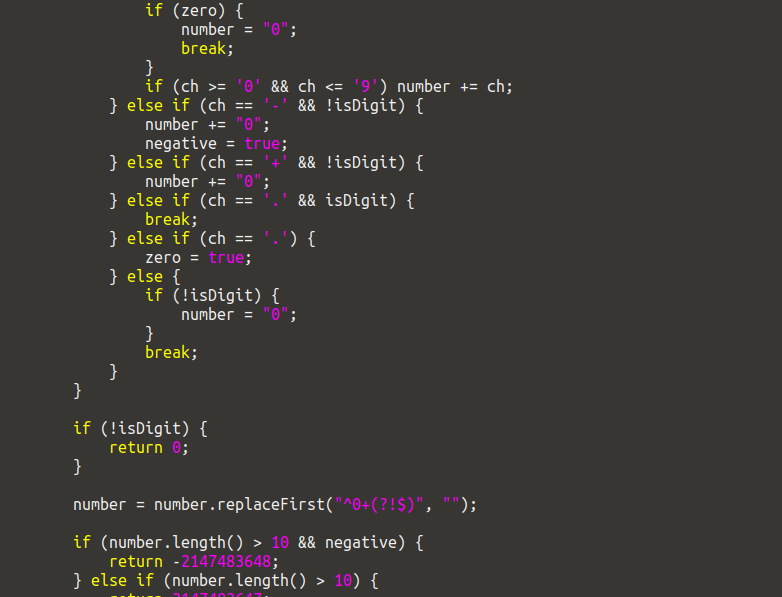 if (zero) {
number = "0";
break;
}
if (ch >= '0' && ch <= '9') number += ch;
} else if (ch == '-' && !isDigit) {
number += "0";
negative = true;
} else if (ch == '+' && !isDigit) {
number += "0";
} else if (ch == '.' && isDigit) {
break;
} else if (ch == '.') {
zero = true;
} else {
if (!isDigit) {
number = "0";
}
break;
}
}
if (!isDigit) {
return 0;
}
number = number.replaceFirst("^0+(?!$)", "");
if (number.length() > 10 && negative) {
return -2147483648;
} else if (number.length() > 10) {
return 2147483647;